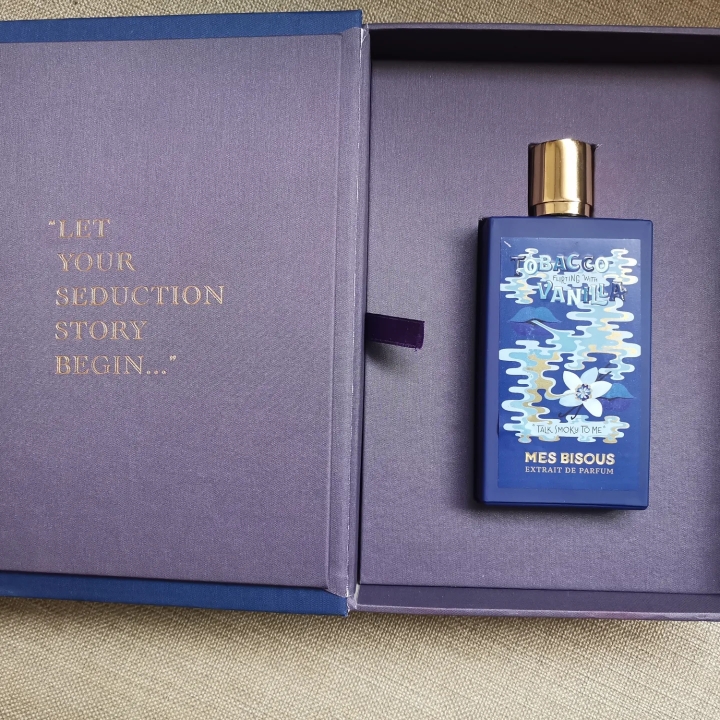 "LET
YOUR
SEDUCTION
STORY
BEGIN..."
TOBACCO
FLIRTING WITH
VANILLA
"TALK SMOKY TO ME"
MES BISOUS
EXTRAIT DE PARFUM